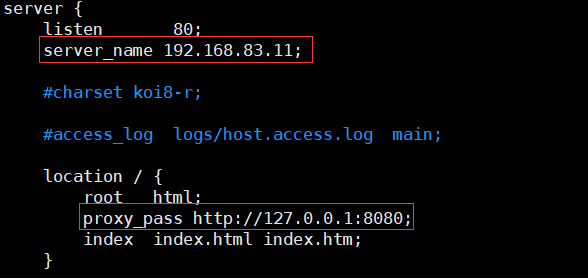 server {
listen 80;
server_name 192.168.83.11;
#charset koi8-r;
#access_log logs/host.access.log main;
location / {
root html;
proxy_pass http://127.0.0.1:8080;
index index.html index.htm;
}